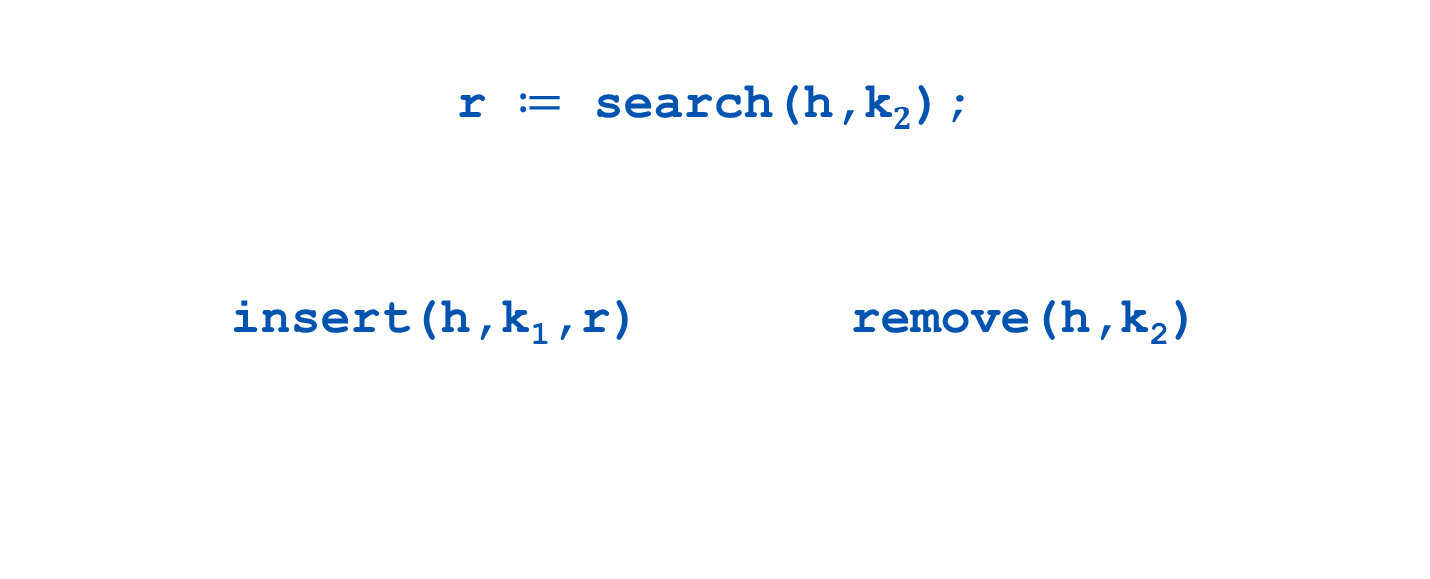 r ≔ search(h,k₂);
insert(h,k₁,r) remove(h,k₂)